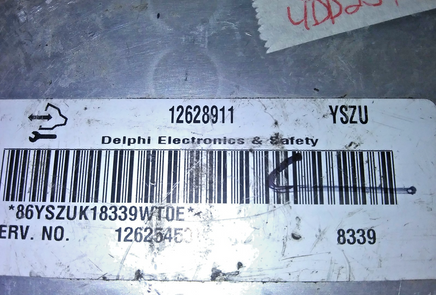 12628911 YSZU
Delphi Electronics & Safety
*86YSZUK18339WT0E*
ERV. NO. 8339